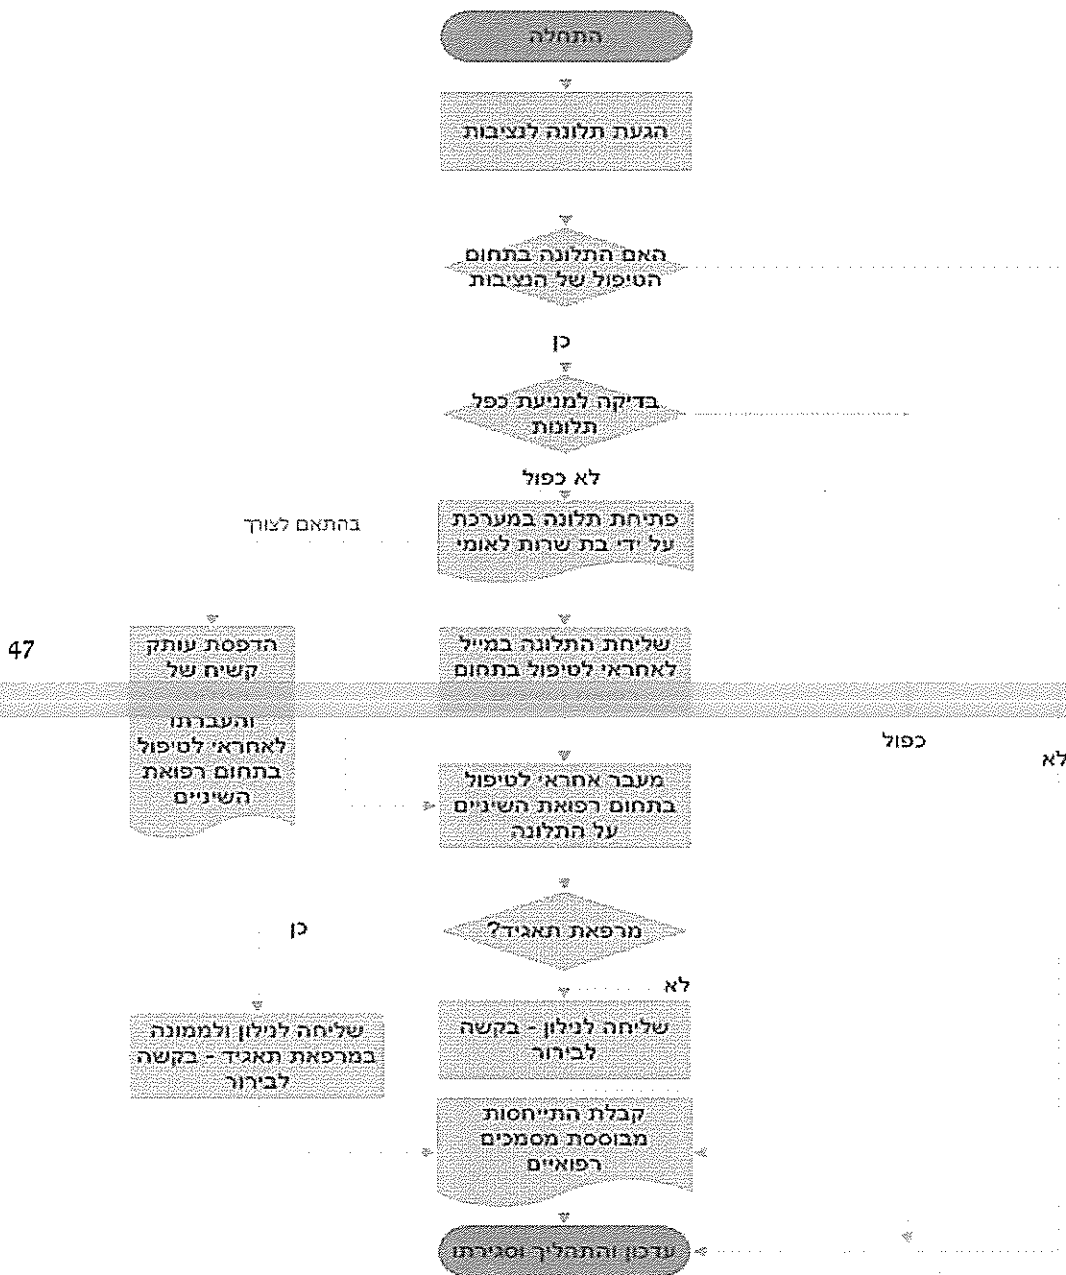 התחלה
הגעת תלונה לנציבות
האם התלונה בתחום
הטיפול של הנציבות
כן
בדיקה למניעת כפל
תלונות
לא כפול
פתיחת תלונה במערכת
על ידי בת שרות לאומי
בהתאם לצורך
שליחת התלונה במייל
לאחראי לטיפול בתחום
הדפסת עותק
קשיח של
והעברתו
לאחראי לטיפול
בתחום רפואת
השיניים
47
כפול
לא
מעבר אחראי לטיפול
בתחום רפואת השיניים
על התלונה
מרפאת תאגיד?
כן
לא
שליחה לנילון - בקשה
לבירור
שליחה לנילון ולממונה
במרפאת תאגיד - בקשה
לבירור
קבלת התייחסות
מבוססת מסמכים
רפואיים
עדכון והתהליך וסגירתו